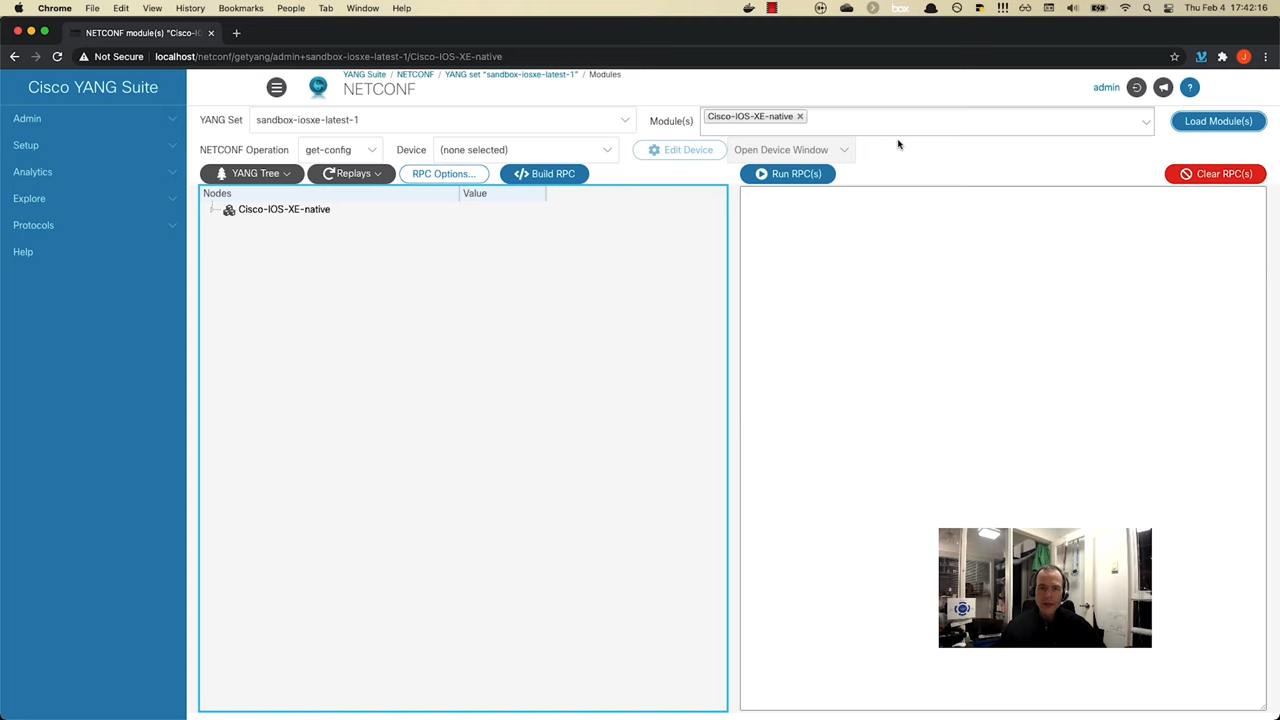 Chrome File Edit View History Bookmarks People Tab Window Help box Thu Feb 4 20:42:16
NETCONF module(s) "Cisco-I
Not Secure localhost/netconf/getyang/admin+sandbox-iosxe-latest-1/Cisco-IOS-XE-native J
Cisco YANG Suite
YANG Suite / NETCONF / YANG set "sandbox-iosxe-latest-1" / Modules
NETCONF
admin ?
Admin
Setup
Analytics
Explore
Protocols
Help
YANG Set sandbox-iosxe-latest-1 Module(s) Cisco-IOS-XE-native × Load Module(s)
NETCONF Operation get-config Device (none selected) Edit Device Open Device Window
YANG Tree Replays RPC Options... Build RPC Run RPC(s) Clear RPC(s)
Nodes Value
Cisco-IOS-XE-native